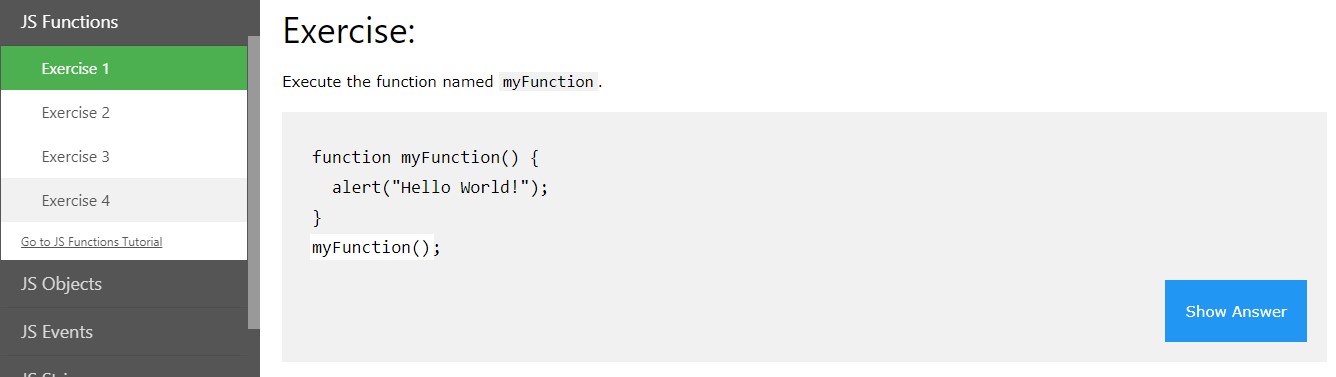 JS Functions
Exercise 1
Exercise 2
Exercise 3
Exercise 4
Go to JS Functions Tutorial
JS Objects
JS Events
Exercise:
Execute the function named myFunction.
function myFunction() {
  alert("Hello World!");
}
myFunction();
Show Answer